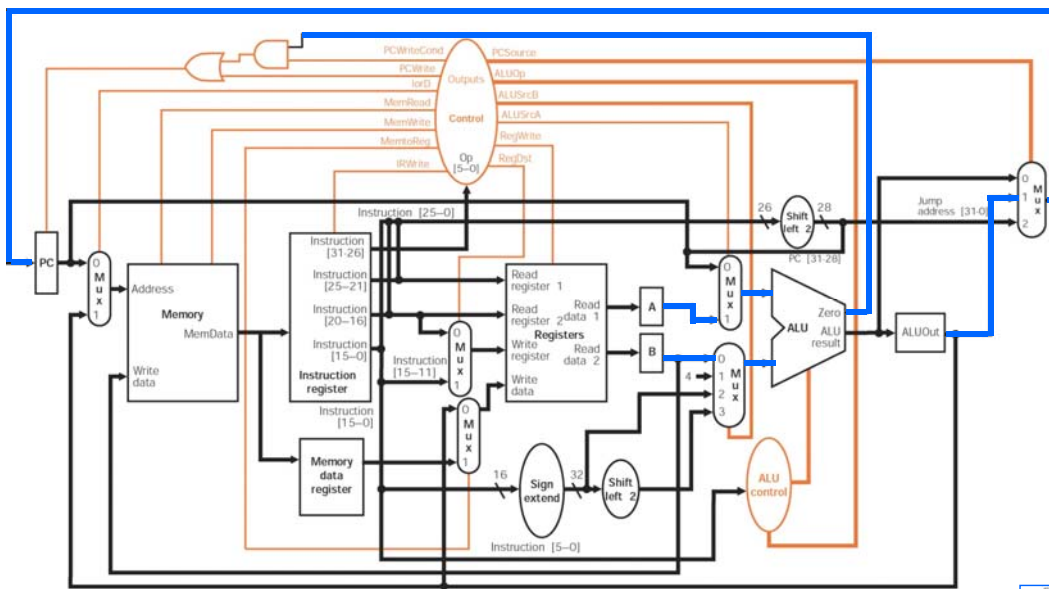 PCWriteCond
PCSource
PCWrite
Outputs
ALUOp
IorD
ALUSrcB
MemRead
ALUSrcA
Control
MemWrite
RegWrite
MemtoReg
Op
[5–0]
RegDst
IRWrite
Instruction [25–0]
26
Shift
left 2
28
Jump
address [31-0]
0
1
2
M
u
x
PC [31-28]
PC
0
M
u
x
1
Address
Memory
MemData
Write
data
Instruction
[31-26]
Instruction
[25–21]
Instruction
[20–16]
Instruction
[15–0]
Instruction
register
Instruction
[15–11]
0
M
u
x
1
Read
register 1
Read
register 2
Registers
Write
register
Write
data
Read
data 1
Read
data 2
A
B
0
M
u
x
1
4
0
1
2
3
M
u
x
Zero
ALU
ALU
result
ALUOut
Instruction
[15–0]
0
M
u
x
1
Memory
data
register
16
Sign
extend
32
Shift
left 2
ALU
control
Instruction [5–0]